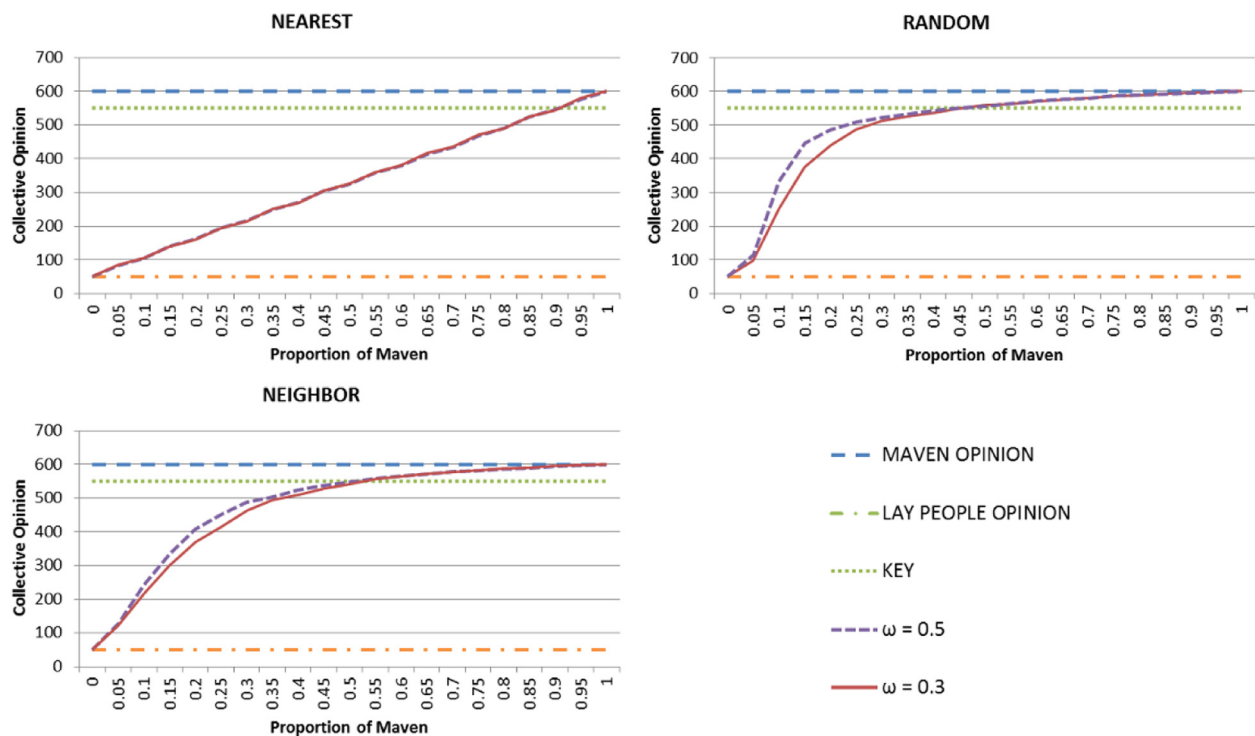 NEAREST
700
600
500
400
300
200
100
0
Collective Opinion
0 0.05 0.1 0.15 0.2 0.25 0.3 0.35 0.4 0.45 0.5 0.55 0.6 0.65 0.7 0.75 0.8 0.85 0.9 0.95 1
Proportion of Maven
RANDOM
700
600
500
400
300
200
100
0
Collective Opinion
0 0.05 0.1 0.15 0.2 0.25 0.3 0.35 0.4 0.45 0.5 0.55 0.6 0.65 0.7 0.75 0.8 0.85 0.9 0.95 1
Proportion of Maven
NEIGHBOR
700
600
500
400
300
200
100
0
Collective Opinion
0 0.05 0.1 0.15 0.2 0.25 0.3 0.35 0.4 0.45 0.5 0.55 0.6 0.65 0.7 0.75 0.8 0.85 0.9 0.95 1
Proportion of Maven
MAVEN OPINION
LAY PEOPLE OPINION
KEY
ω = 0.5
ω = 0.3